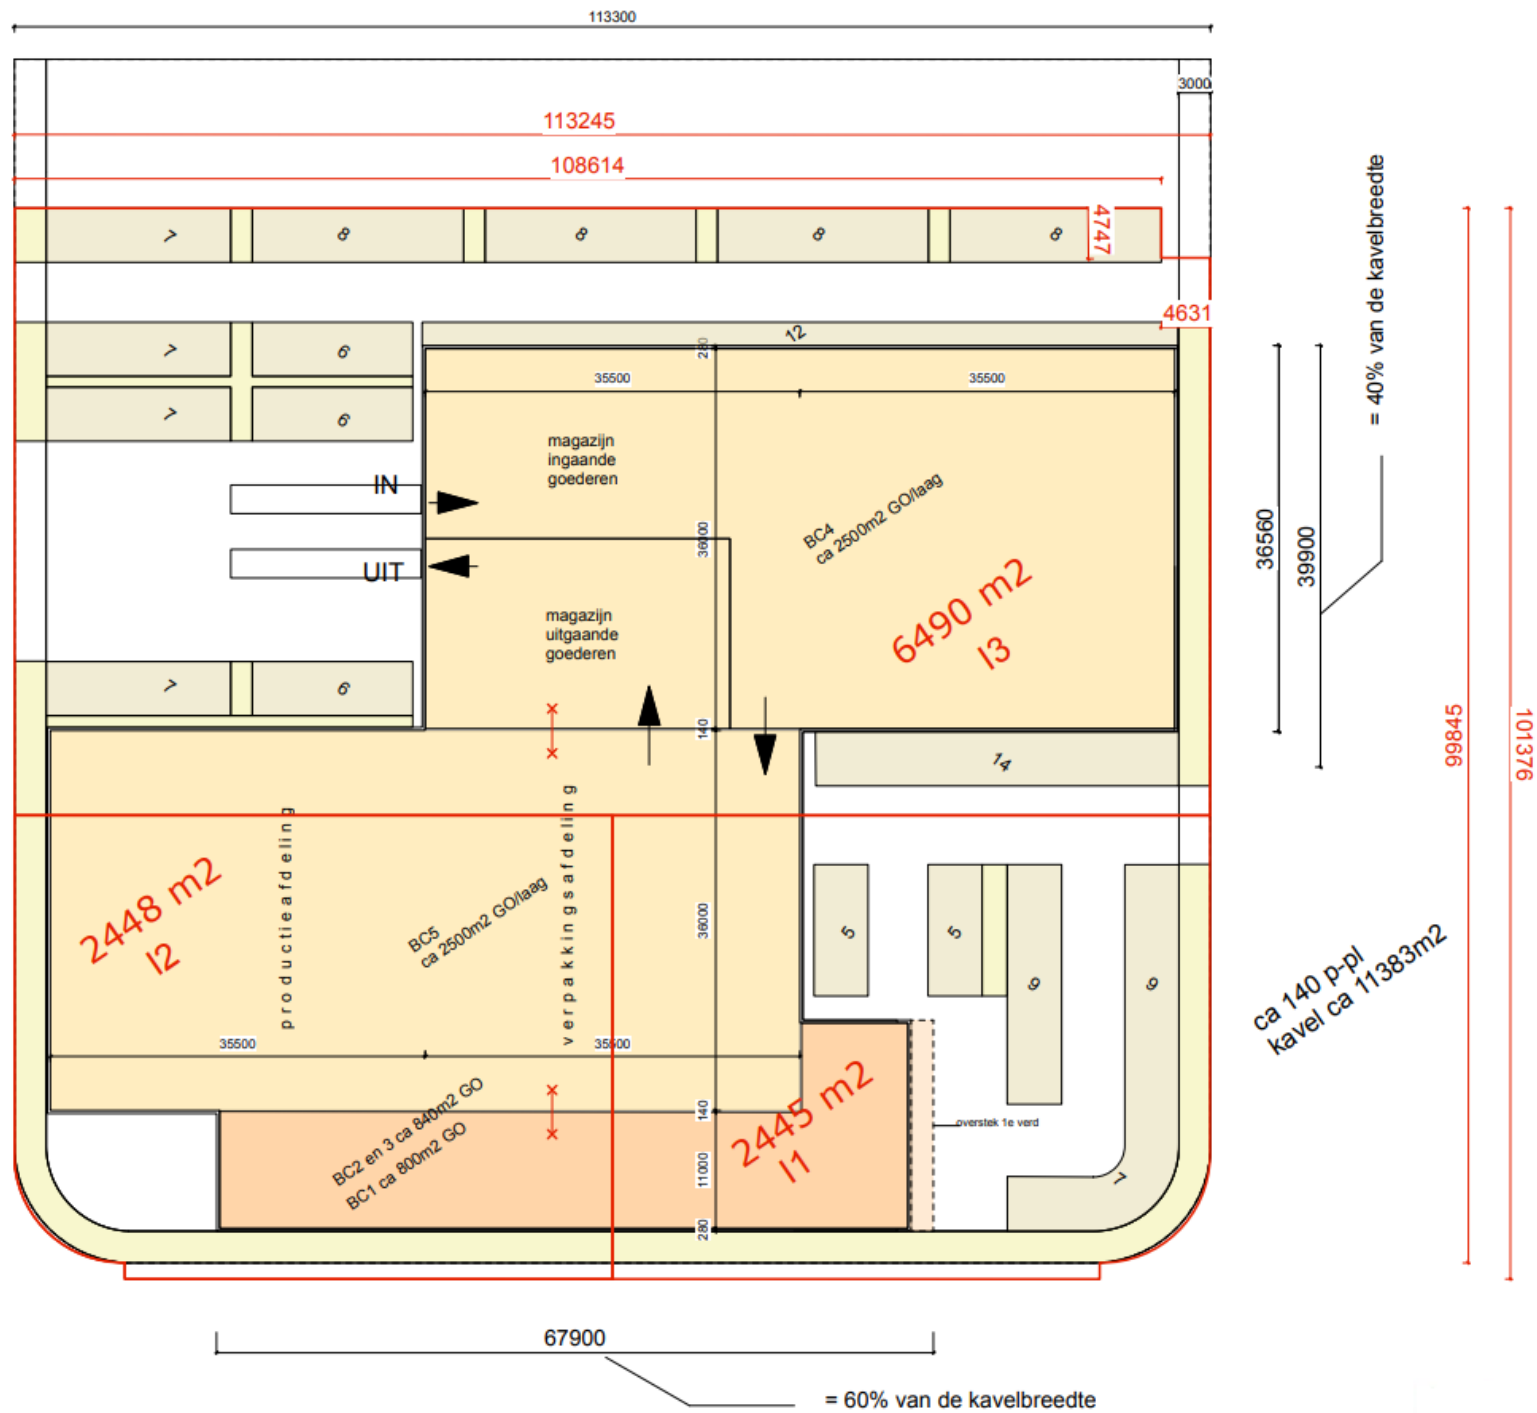 113300
3000
113245
108614
7
8
8
8
8
4747
4631
= 40% van de kavelbreedte
7
6
12
280
35500
35500
7
6
magazijn
ingaande
goederen
IN
BC4
ca 2500m2 GO/laag
36000
36560
39900
UIT
magazijn
uitgaande
goederen
6490 m2
I3
7
6
140
14
99845
101376
productieafdeling
verpakkingsafdeling
2448 m2
I2
BC5
ca 2500m2 GO/laag
36000
5
5
9
9
ca 140 p-pl
kavel ca 11383m2
35500
35500
BC2 en 3 ca 840m2 GO
BC1 ca 800m2 GO
140
2445 m2
I1
overstek 1e verd
11000
7
280
67900
= 60% van de kavelbreedte